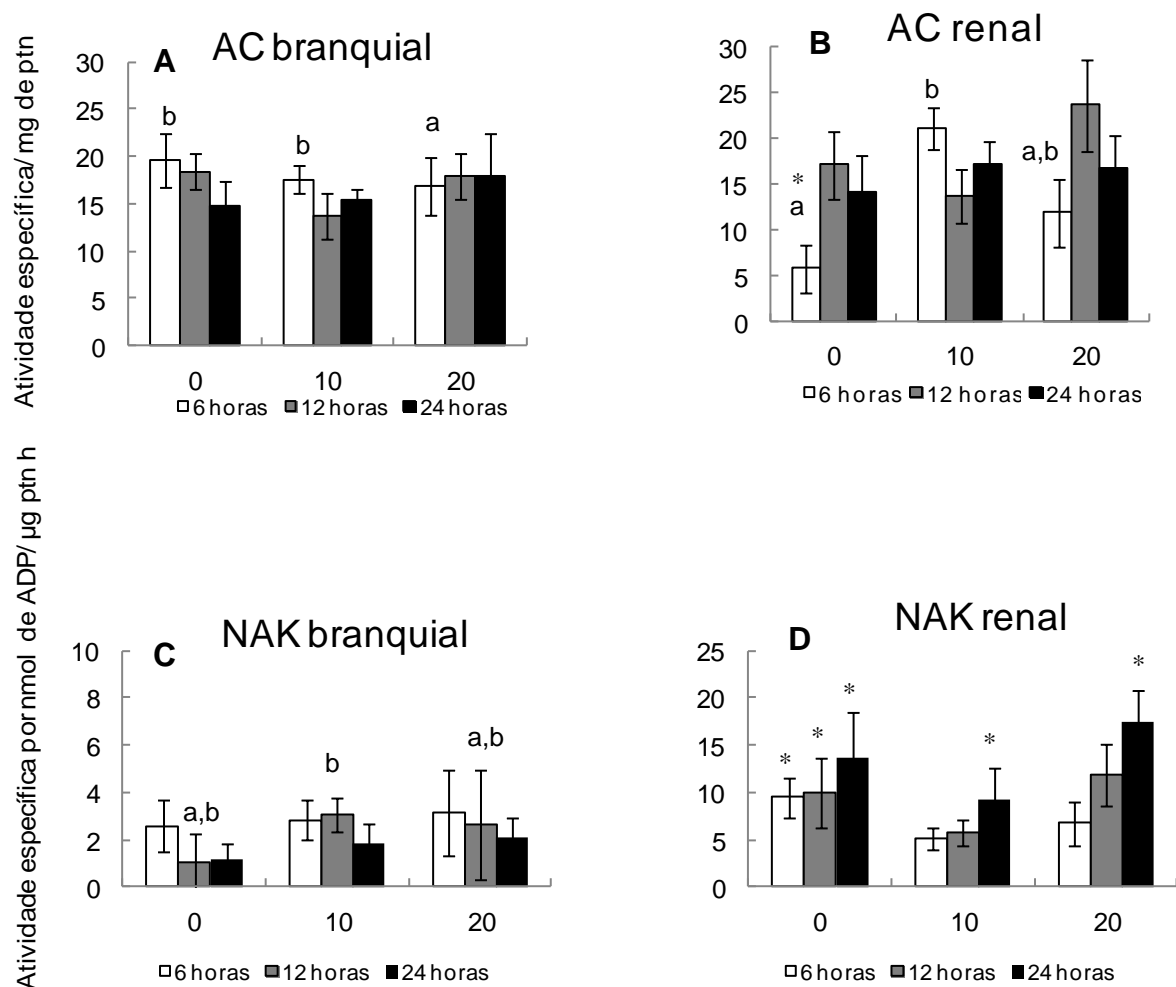 Atividade específica/ mg de ptn
A
AC branquial
30
25
20
15
10
5
0
b
b
a
0
10
20
6 horas
12 horas
24 horas
B
AC renal
30
25
20
15
10
5
0
*
a
b
a,b
0
10
20
6 horas
12 horas
24 horas
Atividade específica por nmol de ADP/ µg ptn h
C
NAK branquial
10
8
6
4
2
0
a,b
b
a,b
0
10
20
6 horas
12 horas
24 horas
D
NAK renal
25
20
15
10
5
0
*
*
*
*
*
0
10
20
6 horas
12 horas
24 horas